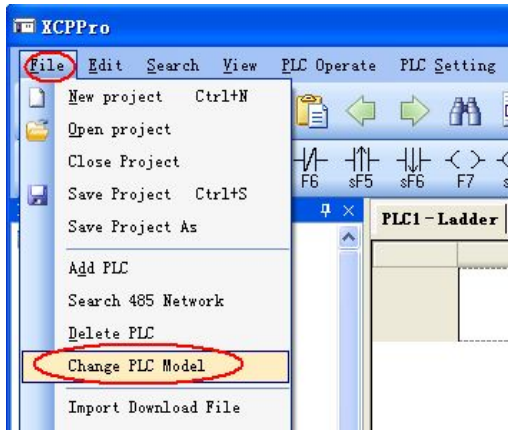 XCPPro
File Edit Search View PLC Operate PLC Setting
New project Ctrl+N
Open project
Close Project
Save Project Ctrl+S
Save Project As
Add PLC
Search 485 Network
Delete PLC
Change PLC Model
Import Download File
F6 sF5 sF6 F7
PLC1-Ladder